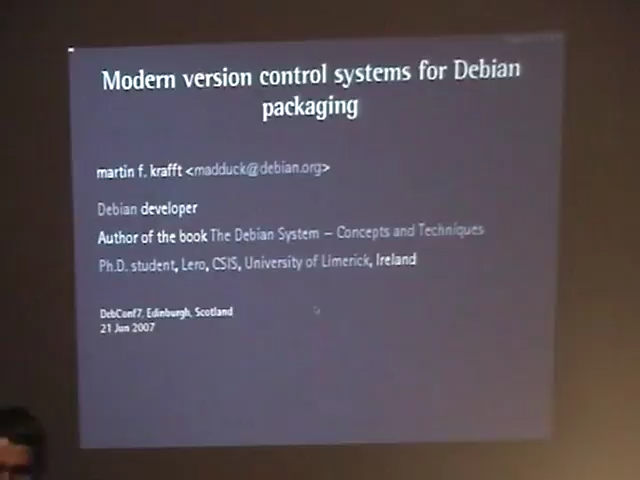 Modern version control systems for Debian
packaging
martin f. krafft <madduck@debian.org>
Debian developer
Author of the book The Debian System – Concepts and Techniques
Ph.D. student, Lero, CSIS, University of Limerick, Ireland
DebConf7, Edinburgh, Scotland
21 Jun 2007